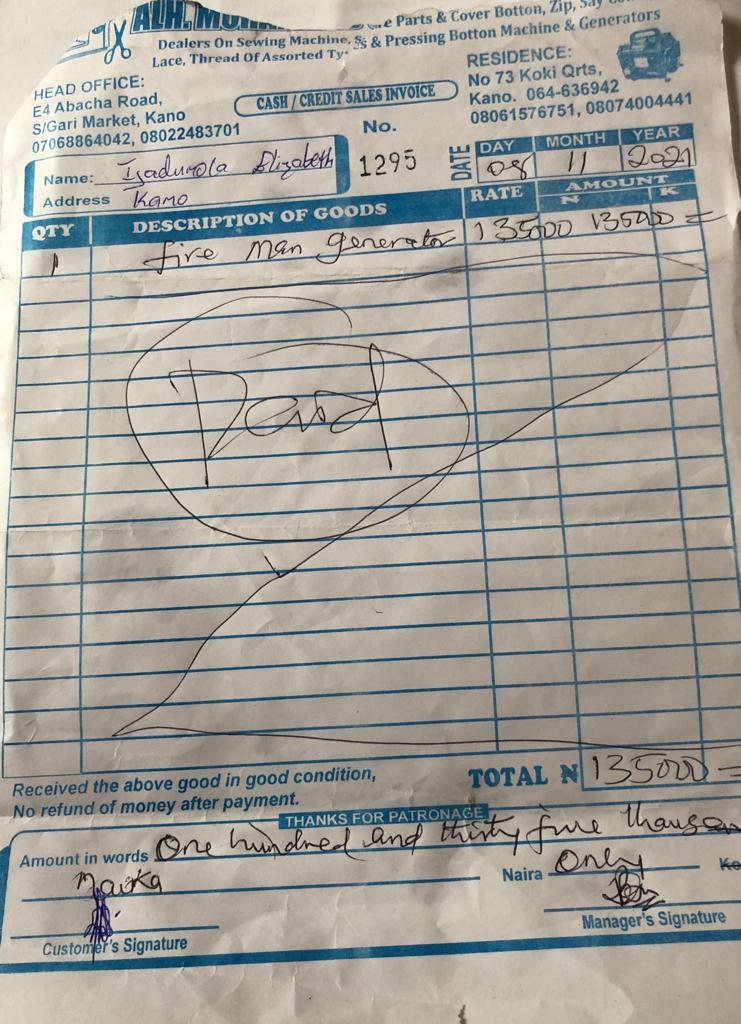 ALH.
e Parts & Cover Botton, Zip, Say
Dealers On Sewing Machine, & Pressing Botton Machine & Generators
Lace, Thread Of Assorted
HEAD OFFICE:
E4 Abacha Road,
S/Gari Market, Kano
07068864042, 08022483701
CASH / CREDIT SALES INVOICE
RESIDENCE:
No 73 Koki Qrts,
Kano. 064-636942
08061576751, 08074004441
No.
1295
DATE DAY MONTH YEAR
08 11 2021
Name: Elizabeth
Address Kano
QTY DESCRIPTION OF GOODS RATE AMOUNT
N K
1 fire man generator 135000 135000 =
Paid
Received the above good in good condition,
No refund of money after payment.
TOTAL N 135000 =
THANKS FOR PATRONAGE
Amount in words One hundred and thirty five
Naira Only
Customer's Signature
Manager's Signature